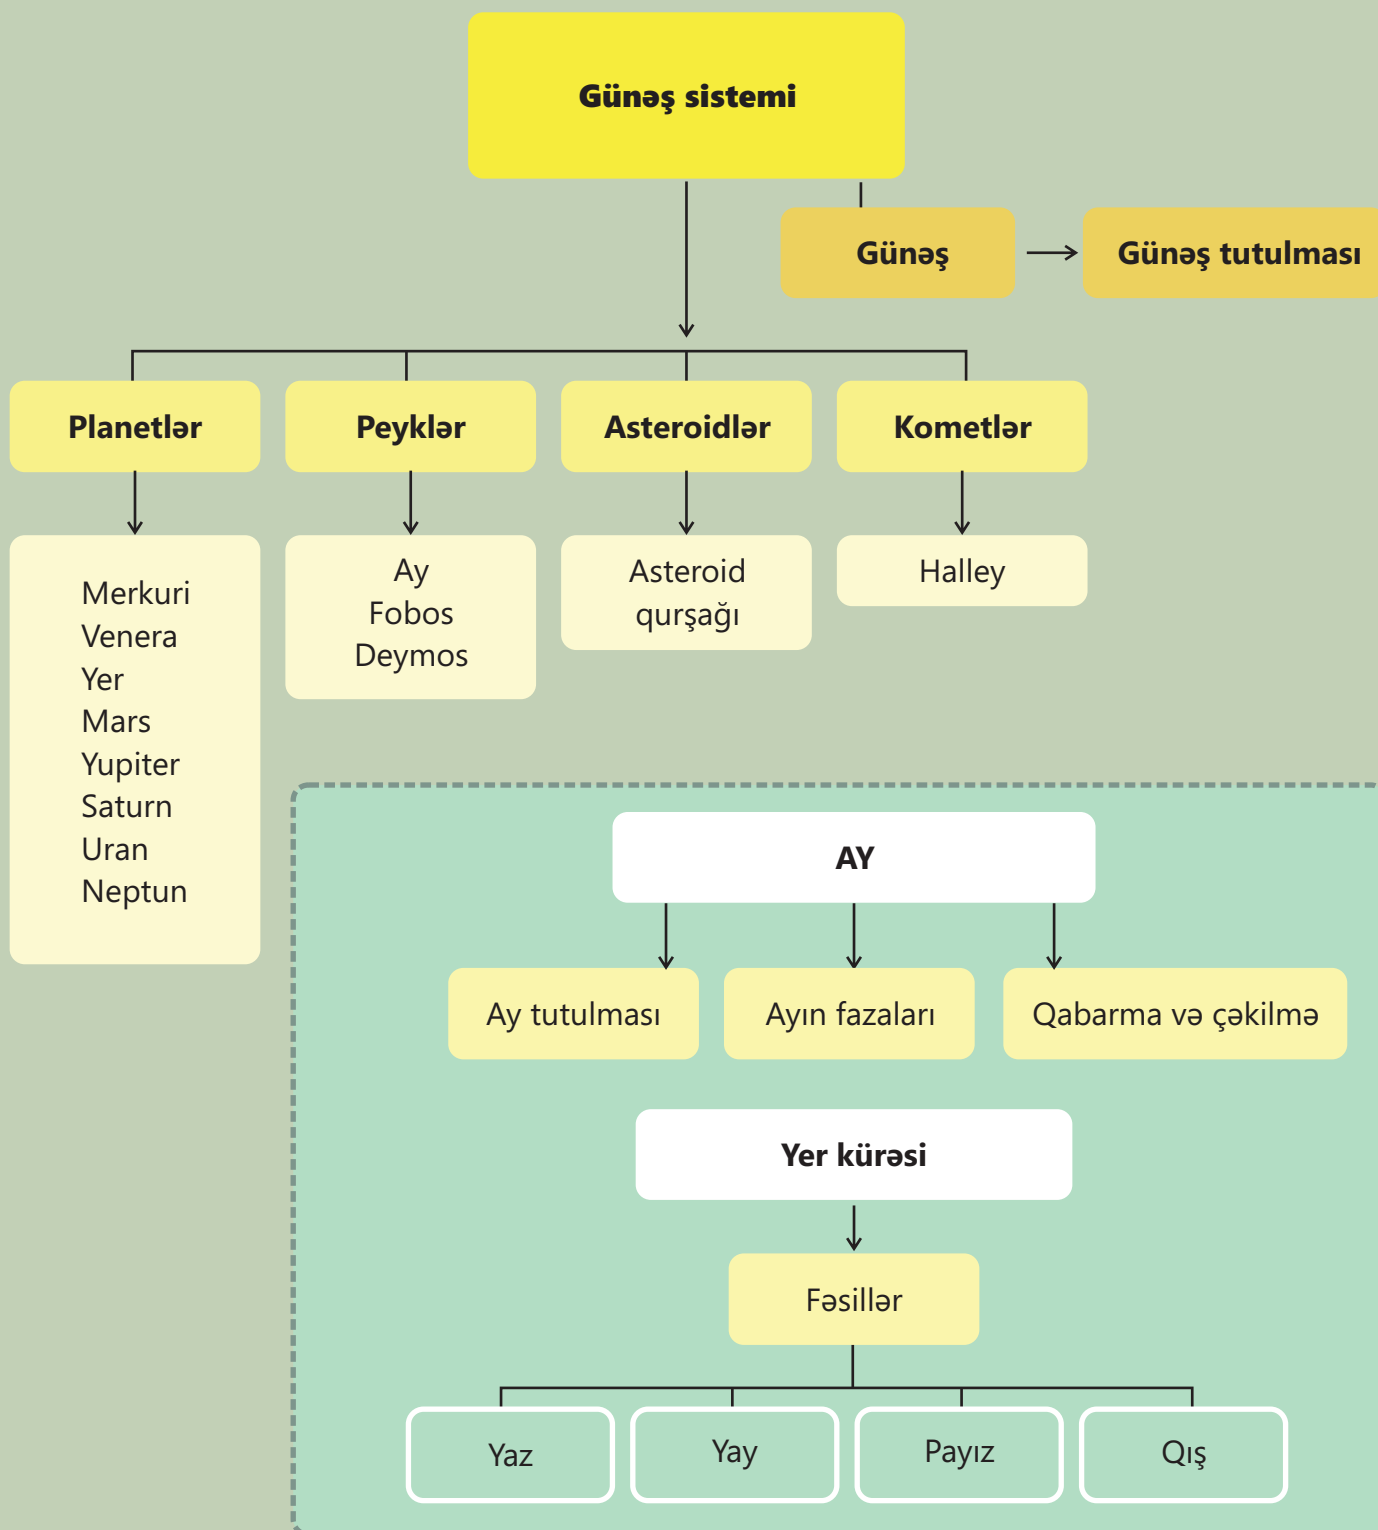 Günəş sistemi
Günəş
Günəş tutulması
Planetlər
Peyklər
Asteroidlər
Kometlər
Merkuri
Venera
Yer
Mars
Yupiter
Saturn
Uran
Neptun
Ay
Fobos
Deymos
Asteroid
qurşağı
Halley
AY
Ay tutulması
Ayın fazaları
Qabarma və çəkilmə
Yer kürəsi
Fəsillər
Yaz
Yay
Payız
Qış